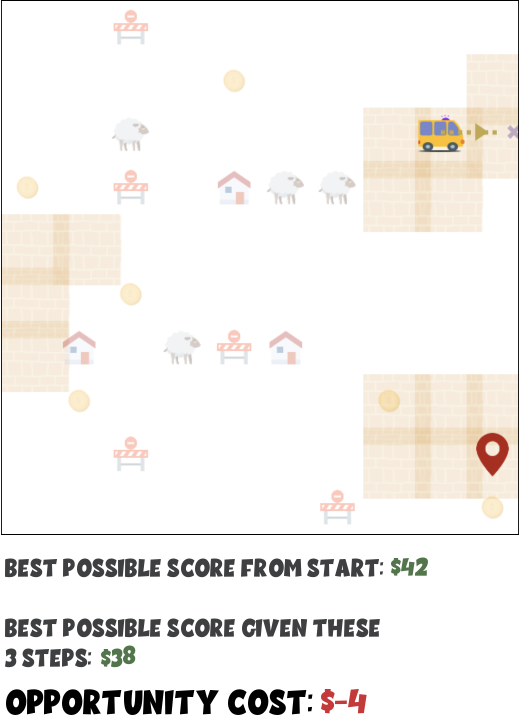 BEST POSSIBLE SCORE FROM START: $42
BEST POSSIBLE SCORE GIVEN THESE
3 STEPS: $38
OPPORTUNITY COST: $-4